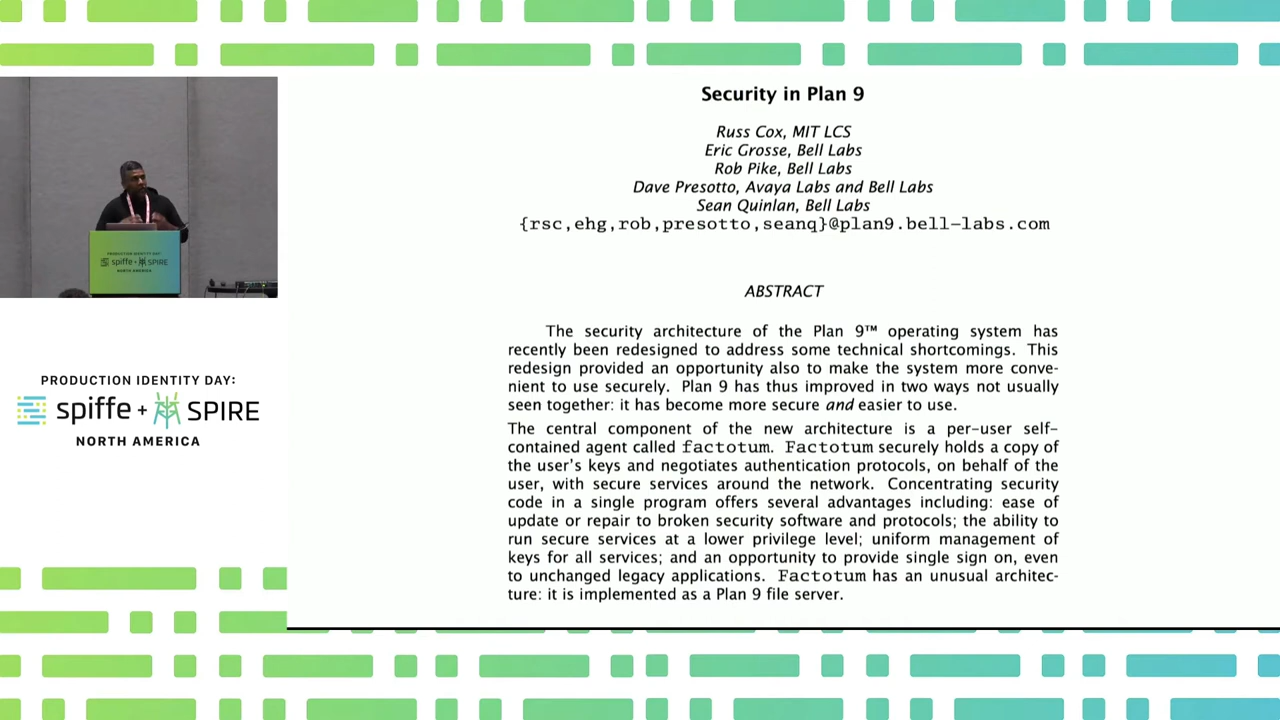 Security in Plan 9
Russ Cox, MIT LCS
Eric Grosse, Bell Labs
Rob Pike, Bell Labs
Dave Presotto, Avaya Labs and Bell Labs
Sean Quinlan, Bell Labs
{rsc,ehg,rob,presotto,seanq}@plan9.bell-labs.com
ABSTRACT
The security architecture of the Plan 9™ operating system has
recently been redesigned to address some technical shortcomings. This
redesign provided an opportunity also to make the system more conve-
nient to use securely. Plan 9 has thus improved in two ways not usually
seen together: it has become more secure and easier to use.
The central component of the new architecture is a per-user self-
contained agent called factotum. Factotum securely holds a copy of
the user's keys and negotiates authentication protocols, on behalf of the
user, with secure services around the network. Concentrating security
code in a single program offers several advantages including: ease of
update or repair to broken security software and protocols; the ability to
run secure services at a lower privilege level; uniform management of
keys for all services; and an opportunity to provide single sign on, even
to unchanged legacy applications. Factotum has an unusual architec-
ture: it is implemented as a Plan 9 file server.
PRODUCTION IDENTITY DAY:
spiffe + SPIRE
NORTH AMERICA
PRODUCTION IDENTITY DAY:
spiffe + SPIRE
NORTH AMERICA